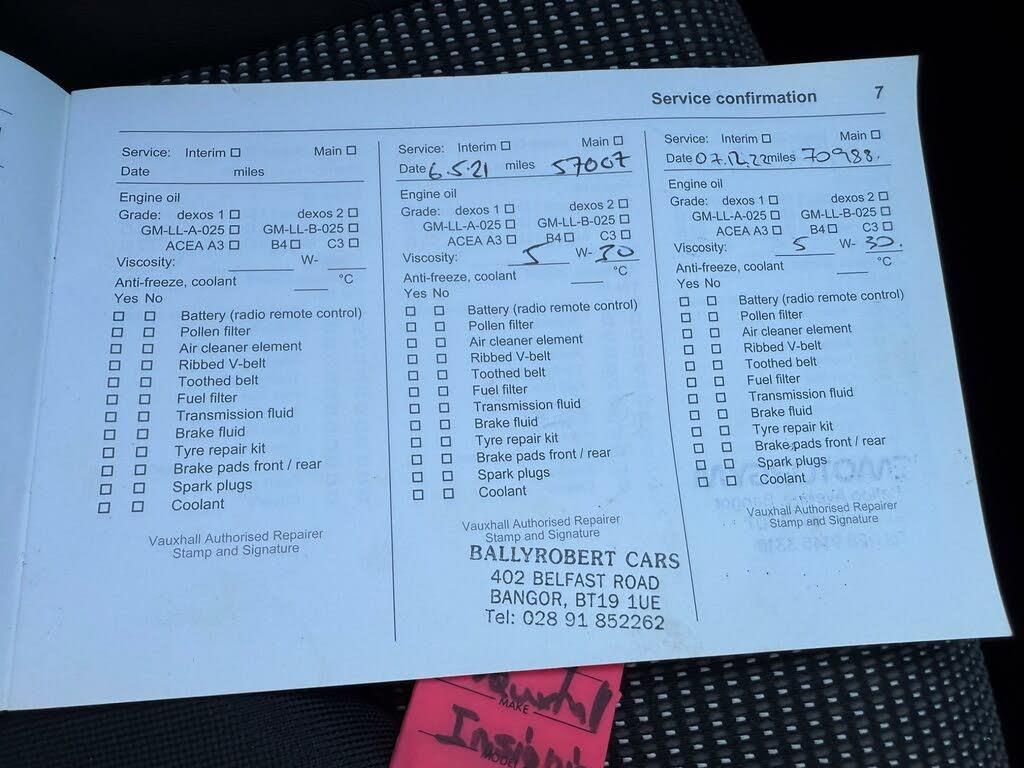 Service confirmation 7
Service: Interim Main
Date miles
Engine oil
Grade: dexos 1 dexos 2
GM-LL-A-025 GM-LL-B-025
ACEA A3 B4 C3
Viscosity: W-
Anti-freeze, coolant °C
Yes No
Battery (radio remote control)
Pollen filter
Air cleaner element
Ribbed V-belt
Toothed belt
Fuel filter
Transmission fluid
Brake fluid
Tyre repair kit
Brake pads front / rear
Spark plugs
Coolant
Vauxhall Authorised Repairer
Stamp and Signature
Service: Interim Main
Date 6.5.21 miles 57007
Engine oil
Grade: dexos 1 dexos 2
GM-LL-A-025 GM-LL-B-025
ACEA A3 B4 C3
Viscosity: 5 W- 30
Anti-freeze, coolant °C
Yes No
Battery (radio remote control)
Pollen filter
Air cleaner element
Ribbed V-belt
Toothed belt
Fuel filter
Transmission fluid
Brake fluid
Tyre repair kit
Brake pads front / rear
Spark plugs
Coolant
Vauxhall Authorised Repairer
Stamp and Signature
BALLYROBERT CARS
402 BELFAST ROAD
BANGOR, BT19 1UE
Tel: 028 91 852262
Service: Interim Main
Date 07.12.22 miles 70988.
Engine oil
Grade: dexos 1 dexos 2
GM-LL-A-025 GM-LL-B-025
ACEA A3 B4 C3
Viscosity: 5 W- 30.
Anti-freeze, coolant °C
Yes No
Battery (radio remote control)
Pollen filter
Air cleaner element
Ribbed V-belt
Toothed belt
Fuel filter
Transmission fluid
Brake fluid
Tyre repair kit
Brake pads front / rear
Spark plugs
Coolant
Vauxhall Authorised Repairer
Stamp and Signature
MAKE
MODEL